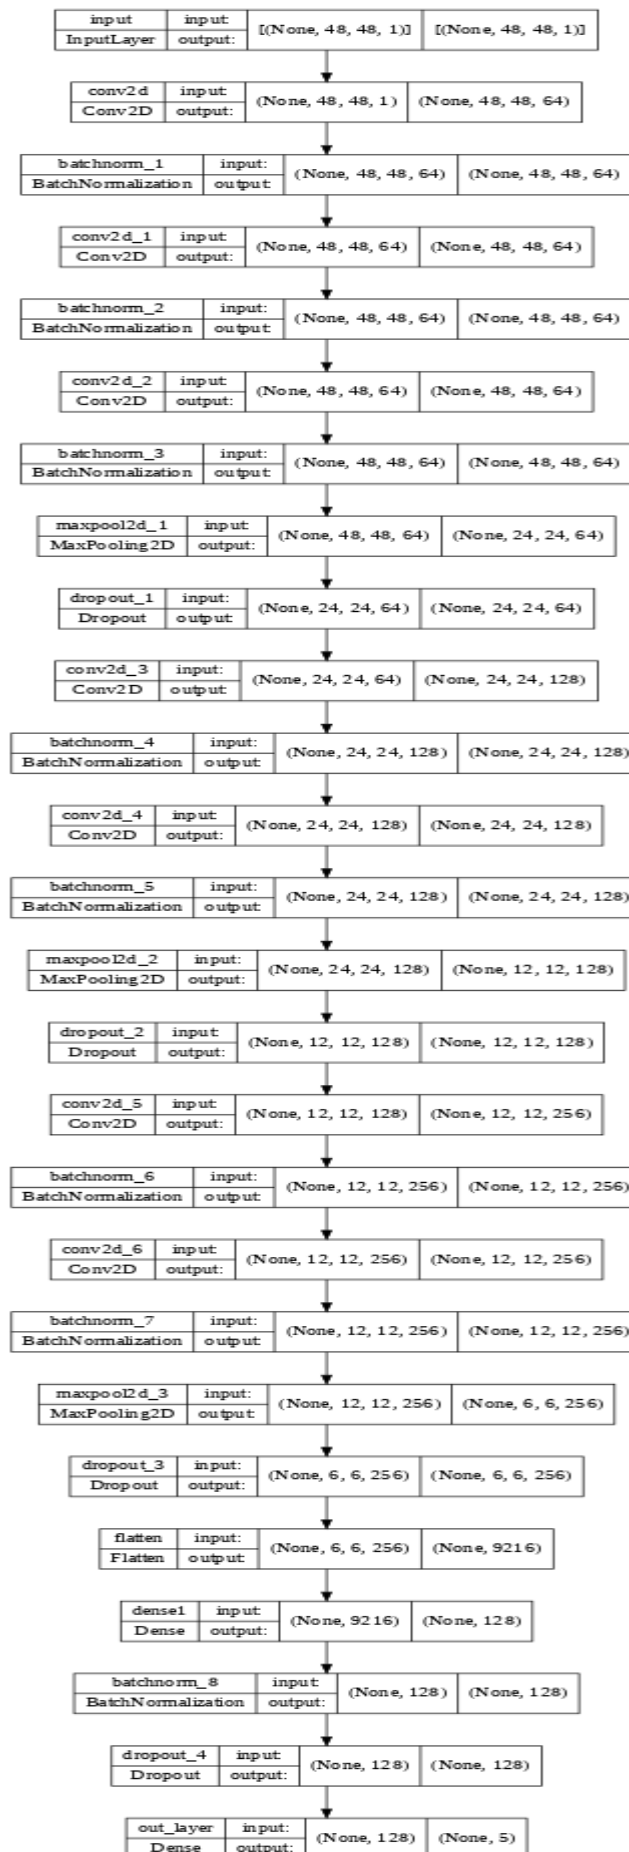 input input: [(None, 48, 48, 1)] [(None, 48, 48, 1)]
InputLayer output:
conv2d input: (None, 48, 48, 1) (None, 48, 48, 64)
Conv2D output:
batchnorm_1 input: (None, 48, 48, 64) (None, 48, 48, 64)
BatchNormalization output:
conv2d_1 input: (None, 48, 48, 64) (None, 48, 48, 64)
Conv2D output:
batchnorm_2 input: (None, 48, 48, 64) (None, 48, 48, 64)
BatchNormalization output:
conv2d_2 input: (None, 48, 48, 64) (None, 48, 48, 64)
Conv2D output:
batchnorm_3 input: (None, 48, 48, 64) (None, 48, 48, 64)
BatchNormalization output:
maxpool2d_1 input: (None, 48, 48, 64) (None, 24, 24, 64)
MaxPooling2D output:
dropout_1 input: (None, 24, 24, 64) (None, 24, 24, 64)
Dropout output:
conv2d_3 input: (None, 24, 24, 64) (None, 24, 24, 128)
Conv2D output:
batchnorm_4 input: (None, 24, 24, 128) (None, 24, 24, 128)
BatchNormalization output:
conv2d_4 input: (None, 24, 24, 128) (None, 24, 24, 128)
Conv2D output:
batchnorm_5 input: (None, 24, 24, 128) (None, 24, 24, 128)
BatchNormalization output:
maxpool2d_2 input: (None, 24, 24, 128) (None, 12, 12, 128)
MaxPooling2D output:
dropout_2 input: (None, 12, 12, 128) (None, 12, 12, 128)
Dropout output:
conv2d_5 input: (None, 12, 12, 128) (None, 12, 12, 256)
Conv2D output:
batchnorm_6 input: (None, 12, 12, 256) (None, 12, 12, 256)
BatchNormalization output:
conv2d_6 input: (None, 12, 12, 256) (None, 12, 12, 256)
Conv2D output:
batchnorm_7 input: (None, 12, 12, 256) (None, 12, 12, 256)
BatchNormalization output:
maxpool2d_3 input: (None, 12, 12, 256) (None, 6, 6, 256)
MaxPooling2D output:
dropout_3 input: (None, 6, 6, 256) (None, 6, 6, 256)
Dropout output:
flatten input: (None, 6, 6, 256) (None, 9216)
Flatten output:
dense1 input: (None, 9216) (None, 128)
Dense output:
batchnorm_8 input: (None, 128) (None, 128)
BatchNormalization output:
dropout_4 input: (None, 128) (None, 128)
Dropout output:
out_layer input: (None, 128) (None, 5)
Dense output: